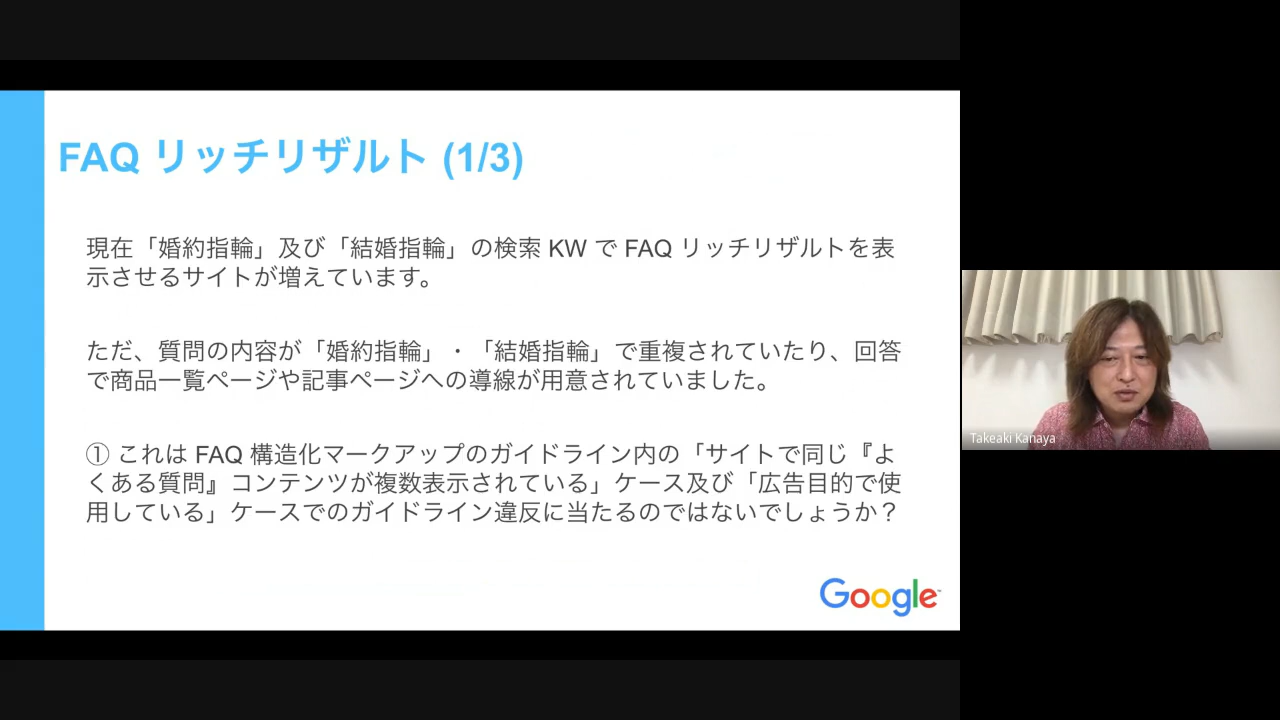 FAQ リッチリザルト (1/3)
現在「婚約指輪」及び「結婚指輪」の検索 KW で FAQ リッチリザルトを表
示させるサイトが増えています。
ただ、質問の内容が「婚約指輪」・「結婚指輪」で重複されていたり、回答
で商品一覧ページや記事ページへの導線が用意されていました。
① これは FAQ 構造化マークアップのガイドライン内の「サイトで同じ『よ
くある質問』コンテンツが複数表示されている」ケース及び「広告目的で使
用している」ケースでのガイドライン違反に当たるのではないでしょうか？
Google
Takeaki Kanaya